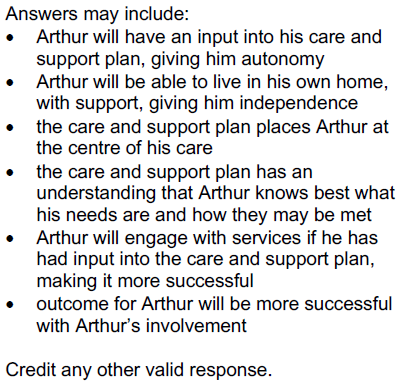 Answers may include:
• Arthur will have an input into his care and
support plan, giving him autonomy
• Arthur will be able to live in his own home,
with support, giving him independence
• the care and support plan places Arthur at
the centre of his care
• the care and support plan has an
understanding that Arthur knows best what
his needs are and how they may be met
• Arthur will engage with services if he has
had input into the care and support plan,
making it more successful
• outcome for Arthur will be more successful
with Arthur’s involvement
Credit any other valid response.